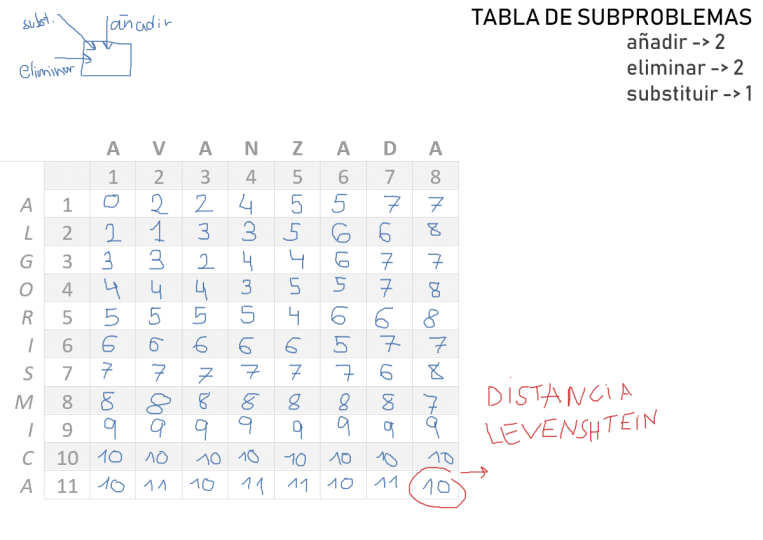 TABLA DE SUBPROBLEMAS
añadir -> 2
eliminar -> 2
substituir -> 1
subst. añadir
eliminar
A V A N Z A D A
1 2 3 4 5 6 7 8
A 1 0 2 2 4 5 5 7 7
L 2 2 1 3 3 5 6 6 8
G 3 3 3 2 4 4 6 7 7
O 4 4 4 4 3 5 5 7 8
R 5 5 5 5 5 4 6 6 8
I 6 6 6 6 6 6 5 7 7
S 7 7 7 7 7 7 7 6 8
M 8 8 8 8 8 8 8 8 7
I 9 9 9 9 9 9 9 9 9
C 10 10 10 10 10 10 10 10 10
A 11 10 11 10 11 11 10 11 10
DISTANCIA
LEVENSHTEIN